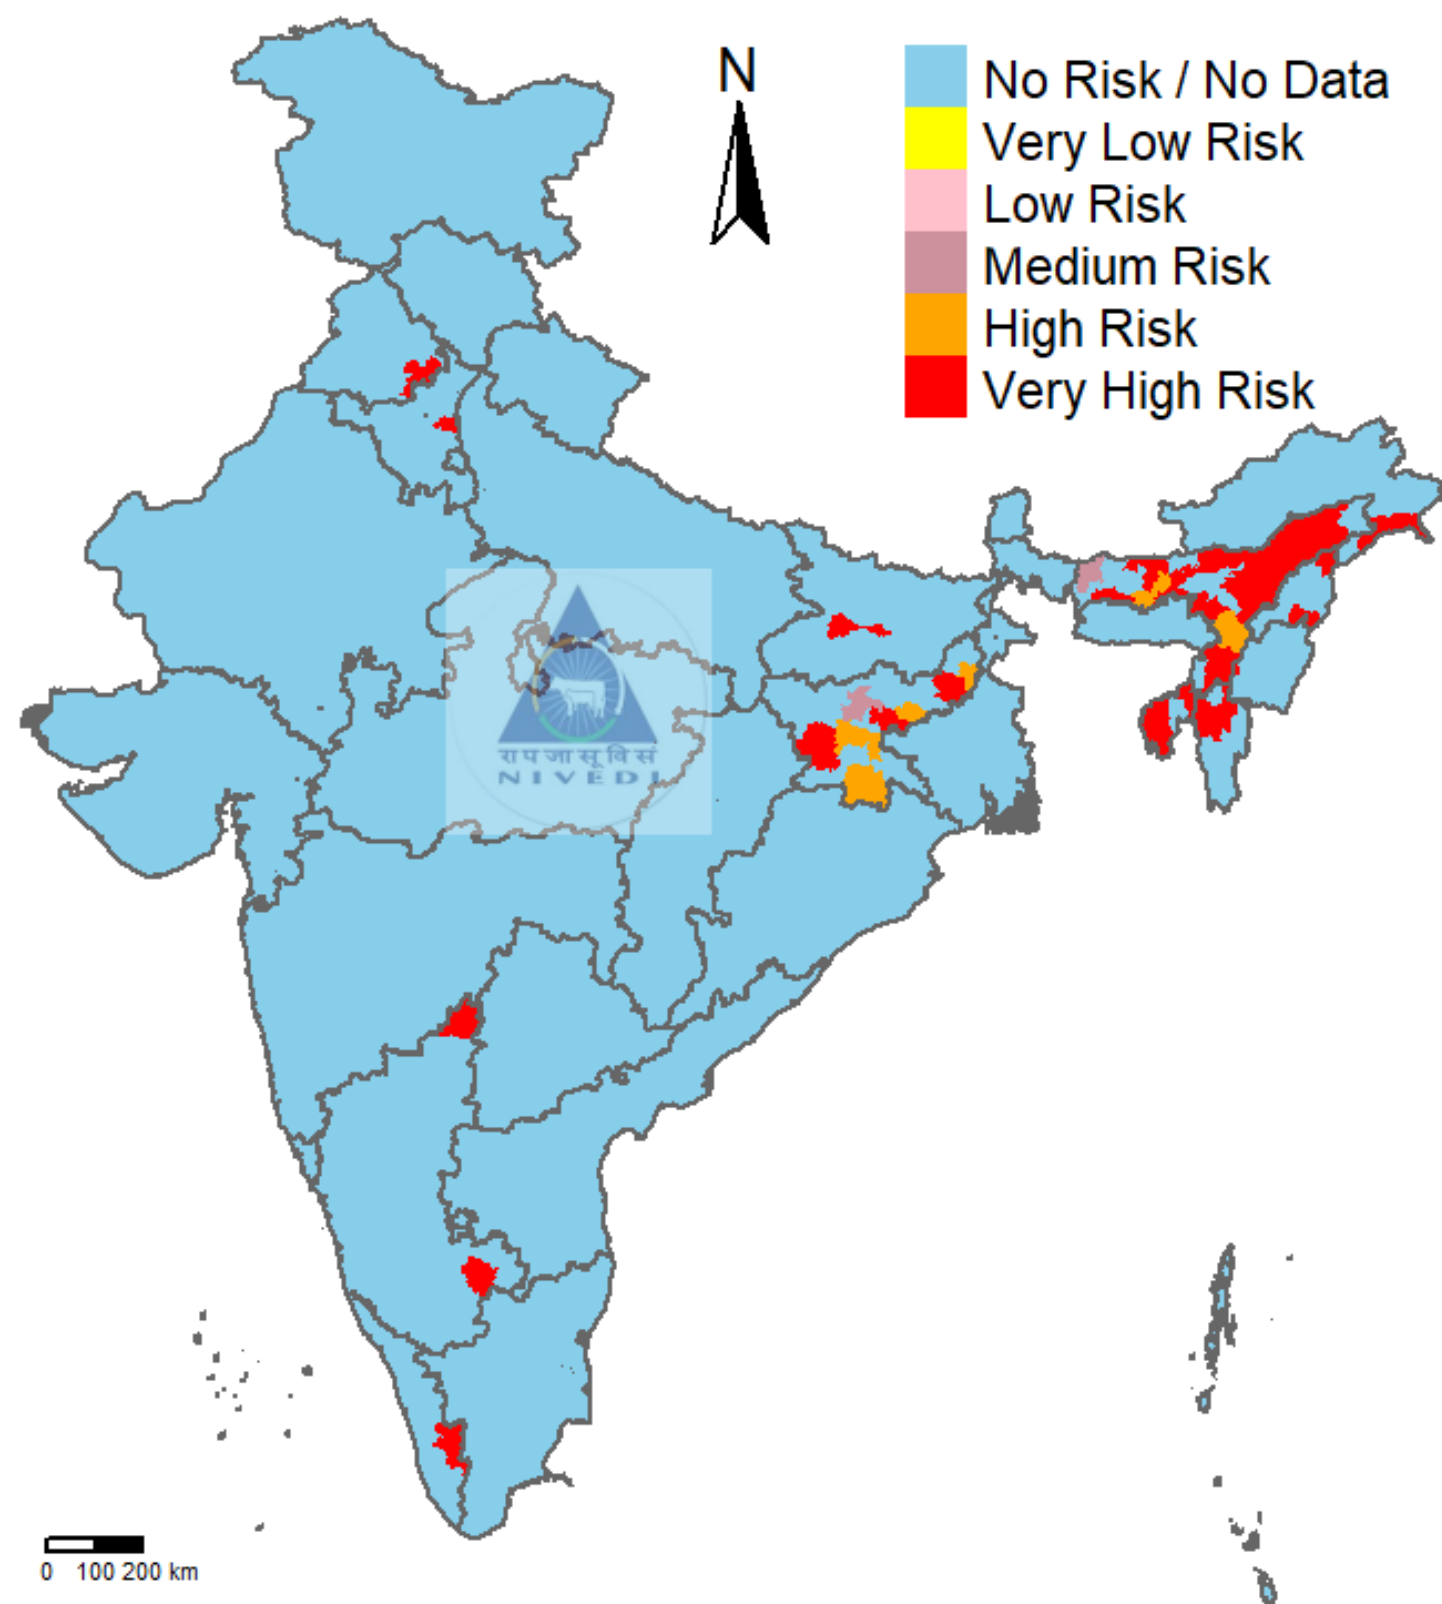 N
No Risk / No Data
Very Low Risk
Low Risk
Medium Risk
High Risk
Very High Risk
रा प जा सू वि सं
NIVEDI
0 100 200 km